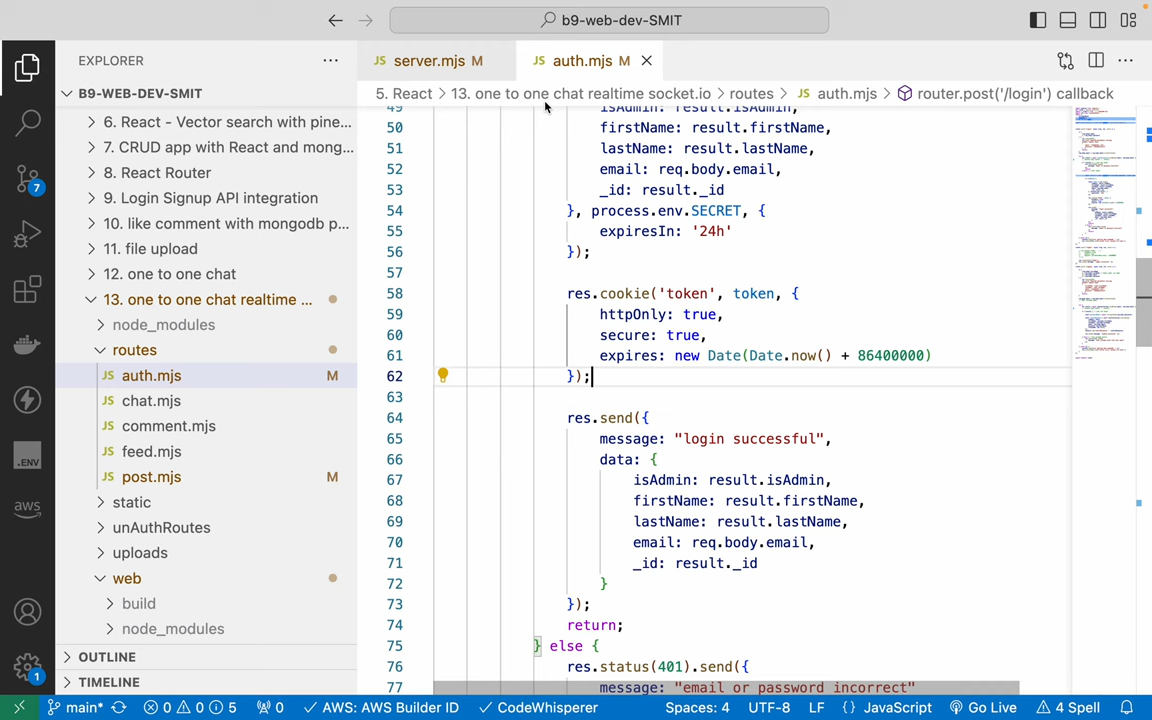 b9-web-dev-SMIT
EXPLORER
B9-WEB-DEV-SMIT
6. React - Vector search with pine...
7. CRUD app with React and mong...
8. React Router
9. Login Signup API integration
10. like comment with mongodb p...
11. file upload
12. one to one chat
13. one to one chat realtime ...
node_modules
routes
JS auth.mjs M
JS chat.mjs
JS comment.mjs
JS feed.mjs
JS post.mjs M
static
unAuthRoutes
uploads
web
build
node_modules
OUTLINE
TIMELINE
7
.ENV
aws
1
JS server.mjs M
JS auth.mjs M
5. React > 13. one to one chat realtime socket.io > routes > JS auth.mjs > router.post('/login') callback
49 isAdmin: result.isAdmin,
50 firstName: result.firstName,
51 lastName: result.lastName,
52 email: req.body.email,
53 _id: result._id
54 }, process.env.SECRET, {
55 expiresIn: '24h'
56 });
57
58 res.cookie('token', token, {
59 httpOnly: true,
60 secure: true,
61 expires: new Date(Date.now() + 86400000)
62 });
63
64 res.send({
65 message: "login successful",
66 data: {
67 isAdmin: result.isAdmin,
68 firstName: result.firstName,
69 lastName: result.lastName,
70 email: req.body.email,
71 _id: result._id
72 }
73 });
74 return;
75 } else {
76 res.status(401).send({
77 message: "email or password incorrect"
main* 0 0 5 0 AWS: AWS Builder ID CodeWhisperer Spaces: 4 UTF-8 LF {} JavaScript Go Live 4 Spell